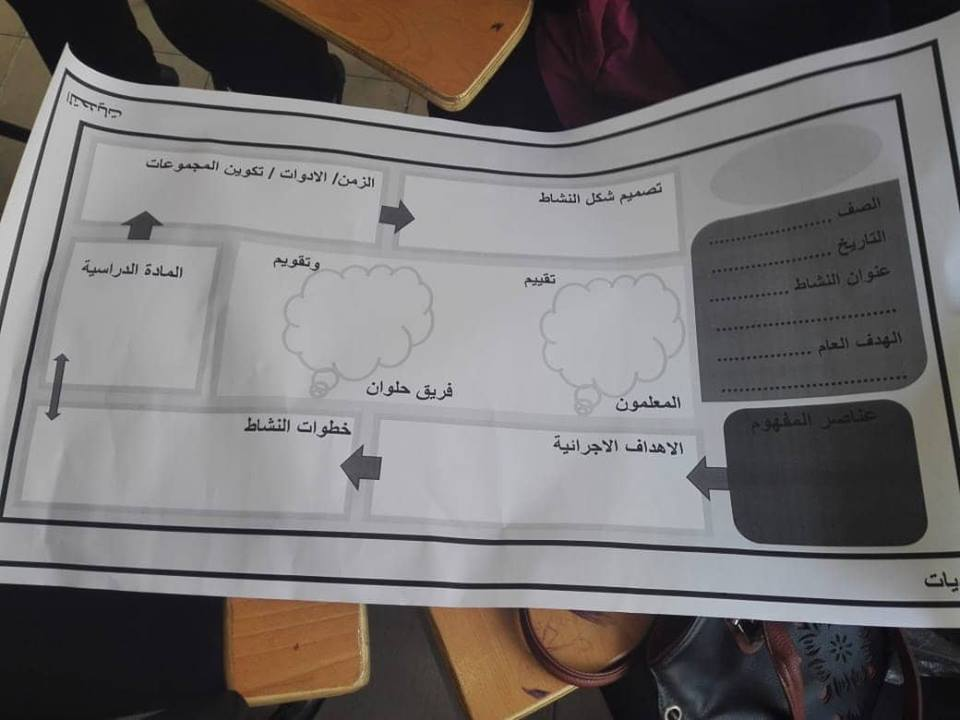 التحديات
الصف ....................
التاريخ ....................
عنوان النشاط .............
..............................
الهدف العام ...............
..............................
عناصر المفهوم
الاهداف الاجرائية
خطوات النشاط
المادة الدراسية
الزمن/ الادوات / تكوين المجموعات
تصميم شكل النشاط
تقييم
وتقويم
المعلمون
فريق حلوان